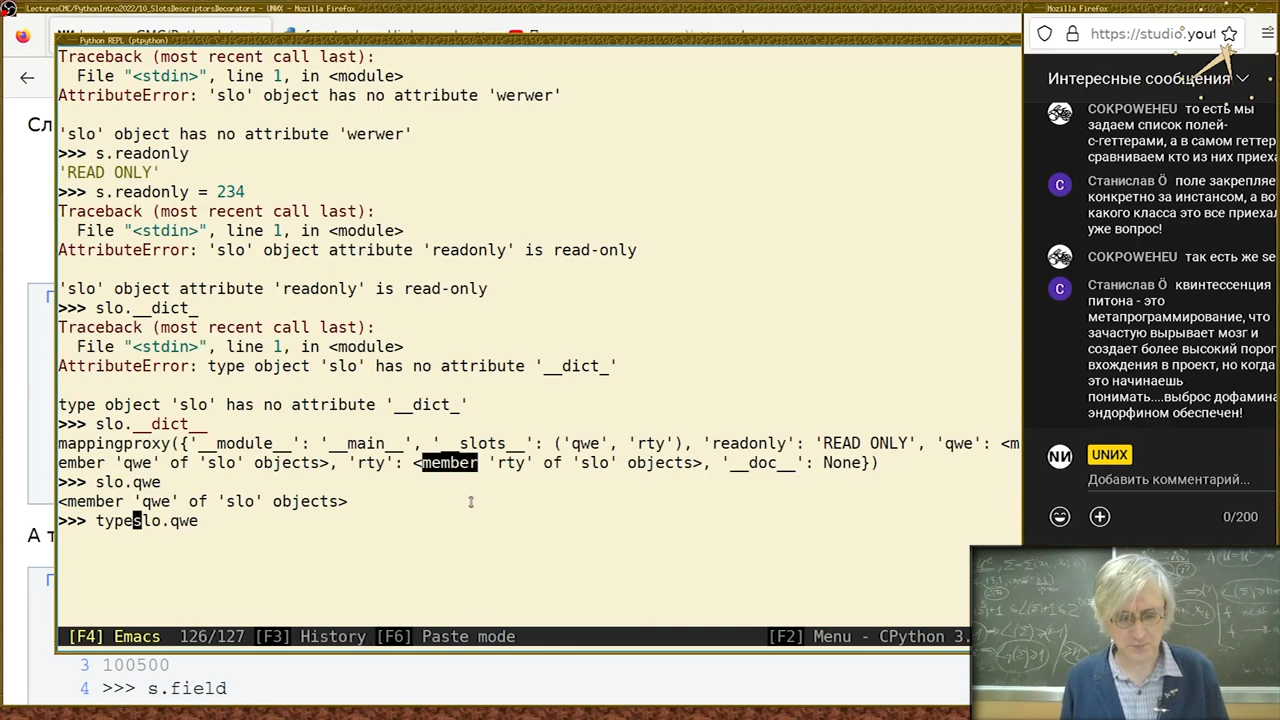 LecturesCMC/PythonIntro2022/10_SlotsDescriptorsDecorators - UNИX — Mozilla Firefox
Mozilla Firefox
Python REPL (ptpython)
https://studio.yout
Traceback (most recent call last):
File "<stdin>", line 1, in <module>
AttributeError: 'slo' object has no attribute 'werwer'
'slo' object has no attribute 'werwer'
>>> s.readonly
'READ ONLY'
>>> s.readonly = 234
Traceback (most recent call last):
File "<stdin>", line 1, in <module>
AttributeError: 'slo' object attribute 'readonly' is read-only
'slo' object attribute 'readonly' is read-only
>>> slo.__dict_
Traceback (most recent call last):
File "<stdin>", line 1, in <module>
AttributeError: type object 'slo' has no attribute '__dict_'
type object 'slo' has no attribute '__dict_'
>>> slo.__dict__
mappingproxy({'__module__': '__main__', '__slots__': ('qwe', 'rty'), 'readonly': 'READ ONLY', 'qwe': <m
ember 'qwe' of 'slo' objects>, 'rty': <member 'rty' of 'slo' objects>, '__doc__': None})
>>> slo.qwe
<member 'qwe' of 'slo' objects>
>>> typeslo.qwe
[F4] Emacs 126/127 [F3] History [F6] Paste mode [F2] Menu - CPython 3.
Сл
А т
3 100500
4 >>> s.field
Интересные сообщения
COKPOWEHEU то есть мы
задаем список полей-
с-геттерами, а в самом геттер
сравниваем кто из них приеха
Станислав Ö поле закрепляе
конкретно за инстансом, а вот
какого класса это все приехал
уже вопрос!
COKPOWEHEU так есть же se
Станислав Ö квинтессенция
питона - это
метапрограммирование, что
зачастую вырывает мозг и
создает более высокий порог
вхождения в проект, но когда
это начинаешь
понимать....выброс дофамина
эндорфином обеспечен!
UNИX
Добавить комментарий...
0/200